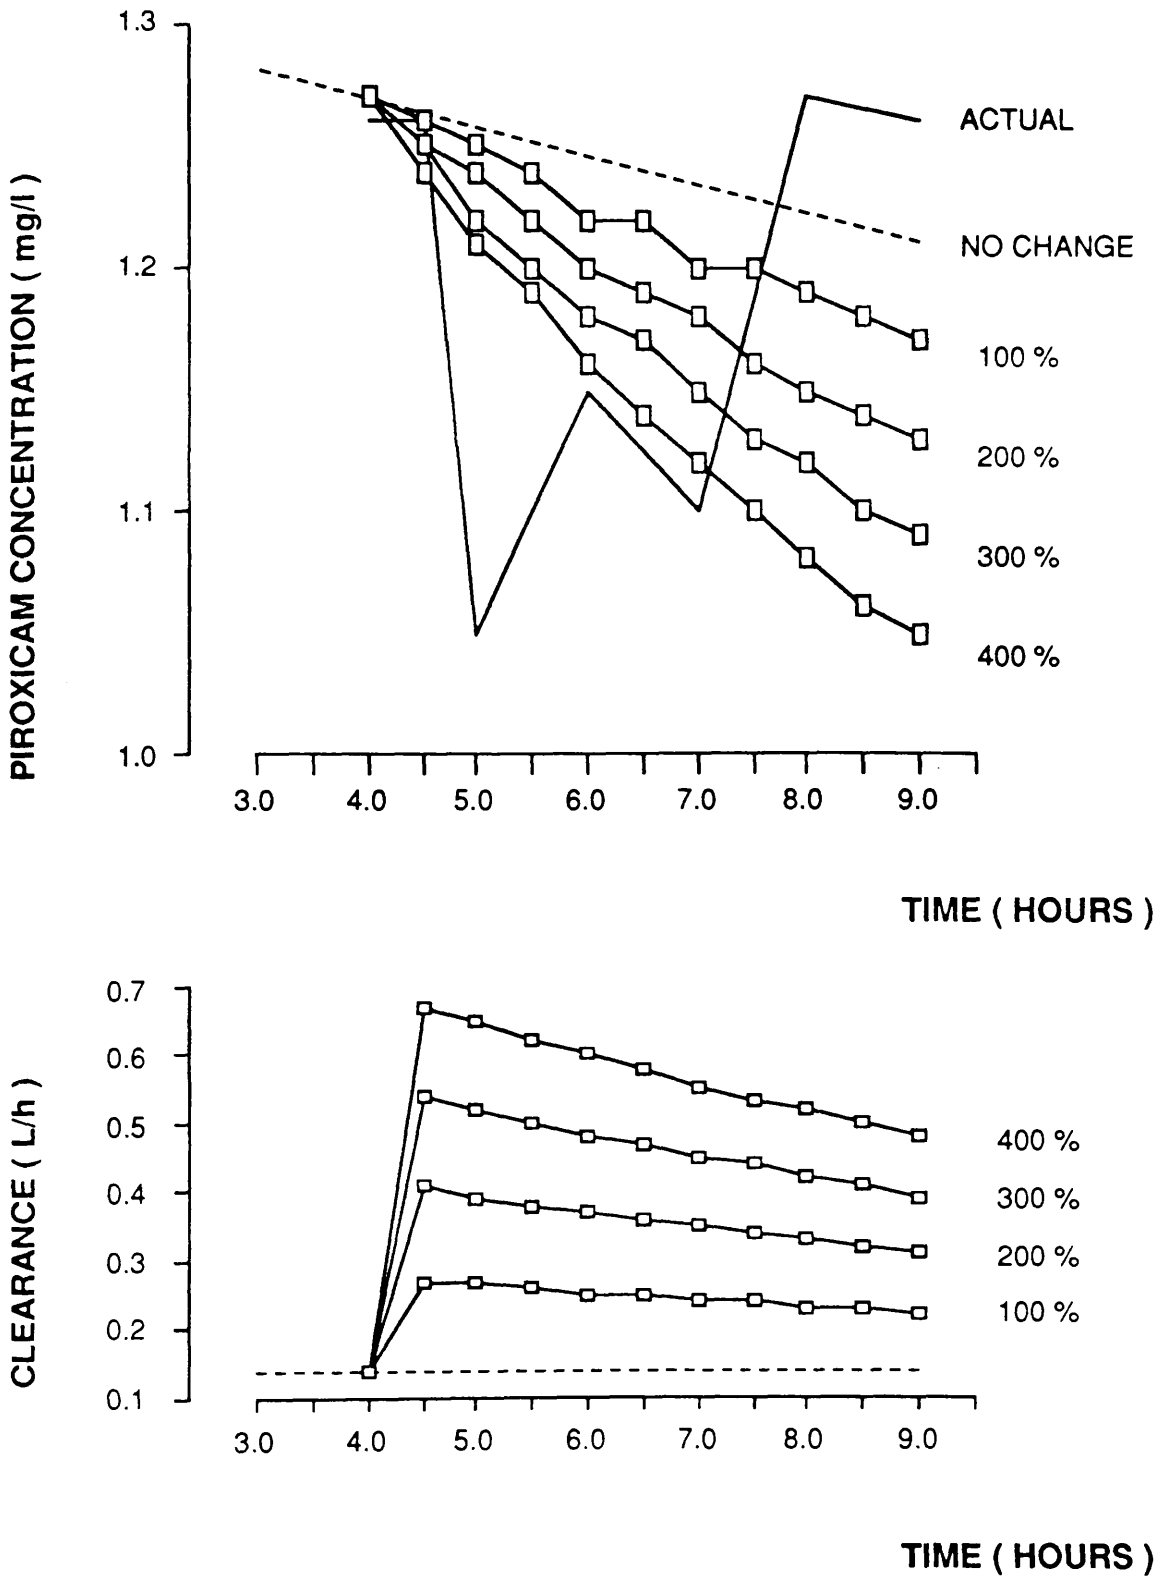 1.3
1.2
1.1
1.0
PIROXICAM CONCENTRATION ( mg/l )
ACTUAL
NO CHANGE
100 %
200 %
300 %
400 %
3.0 4.0 5.0 6.0 7.0 8.0 9.0
TIME ( HOURS )
0.7
0.6
0.5
0.4
0.3
0.2
0.1
CLEARANCE ( L/h )
400 %
300 %
200 %
100 %
3.0 4.0 5.0 6.0 7.0 8.0 9.0
TIME ( HOURS )